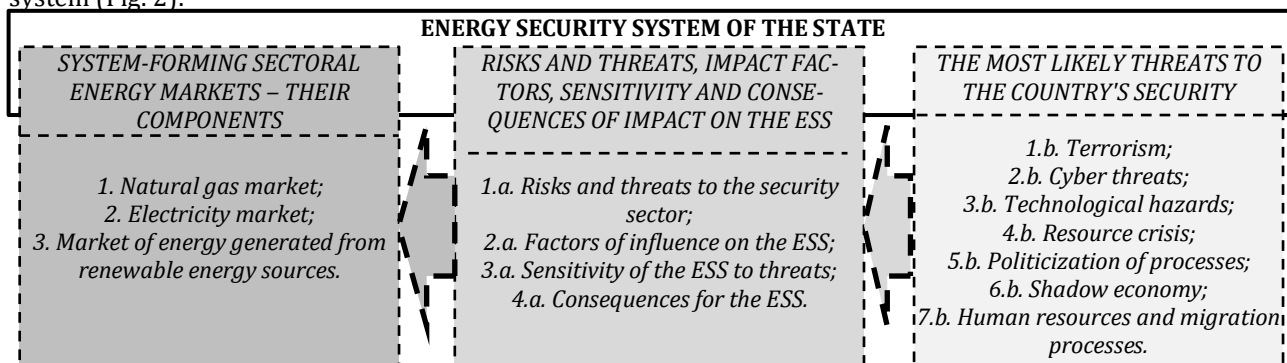 system (Fig. 2).
ENERGY SECURITY SYSTEM OF THE STATE
SYSTEM-FORMING SECTORAL
ENERGY MARKETS – THEIR
COMPONENTS
1. Natural gas market;
2. Electricity market;
3. Market of energy generated from
renewable energy sources.
RISKS AND THREATS, IMPACT FAC-
TORS, SENSITIVITY AND CONSE-
QUENCES OF IMPACT ON THE ESS
1.a. Risks and threats to the security
sector;
2.a. Factors of influence on the ESS;
3.a. Sensitivity of the ESS to threats;
4.a. Consequences for the ESS.
THE MOST LIKELY THREATS TO
THE COUNTRY'S SECURITY
1.b. Terrorism;
2.b. Cyber threats;
3.b. Technological hazards;
4.b. Resource crisis;
5.b. Politicization of processes;
6.b. Shadow economy;
7.b. Human resources and migration
processes.